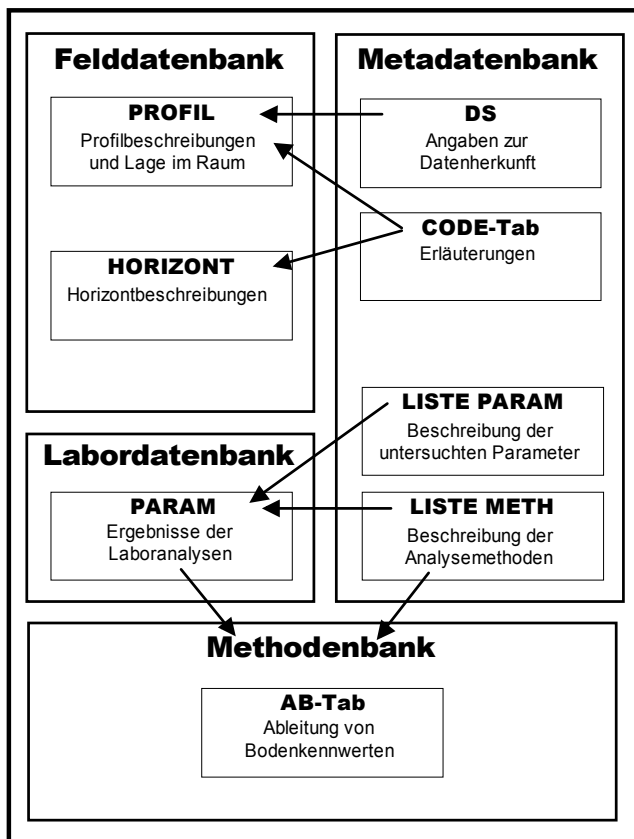 Felddatenbank
PROFIL
Profilbeschreibungen
und Lage im Raum
HORIZONT
Horizontbeschreibungen
Metadatenbank
DS
Angaben zur
Datenherkunft
CODE-Tab
Erläuterungen
LISTE PARAM
Beschreibung der
untersuchten Parameter
LISTE METH
Beschreibung der
Analysemethoden
Labordatenbank
PARAM
Ergebnisse der
Laboranalysen
Methodenbank
AB-Tab
Ableitung von
Bodenkennwerten